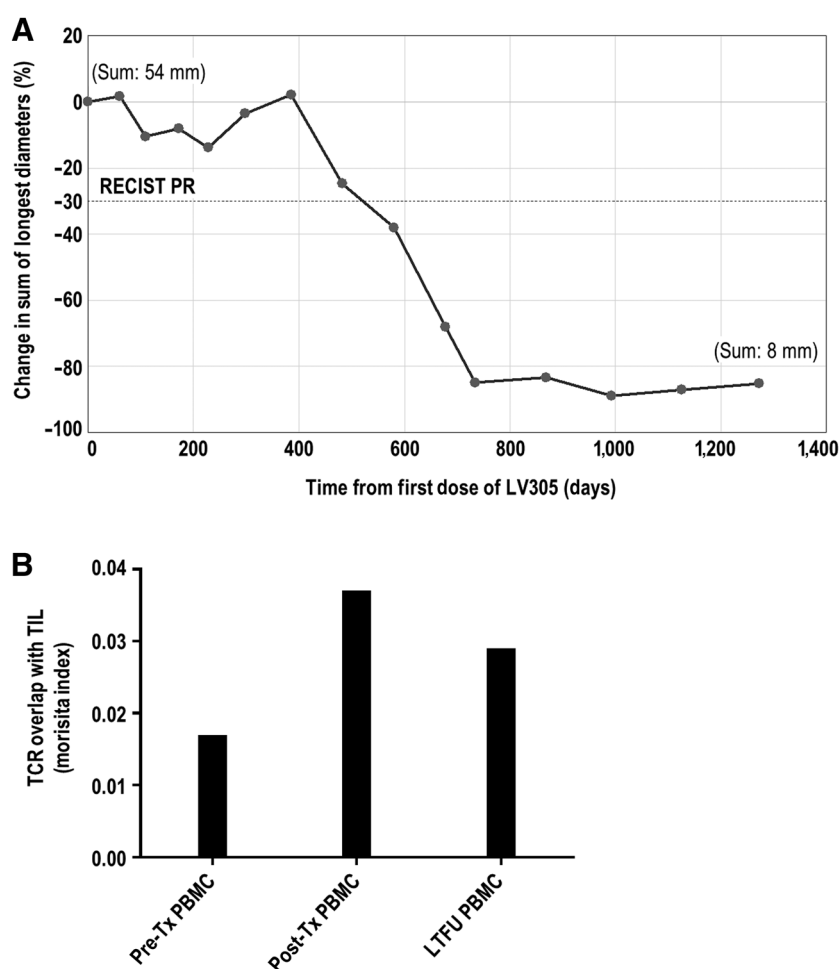 A
20
(Sum: 54 mm)
0
-20
RECIST PR
-30
-40
-60
(Sum: 8 mm)
-80
-100
Change in sum of longest diameters (%)
0 200 400 600 800 1,000 1,200 1,400
Time from first dose of LV305 (days)
B
0.04
0.03
0.02
0.01
0.00
TCR overlap with TIL
(morisita index)
Pre-Tx PBMC
Post-Tx PBMC
LTFU PBMC